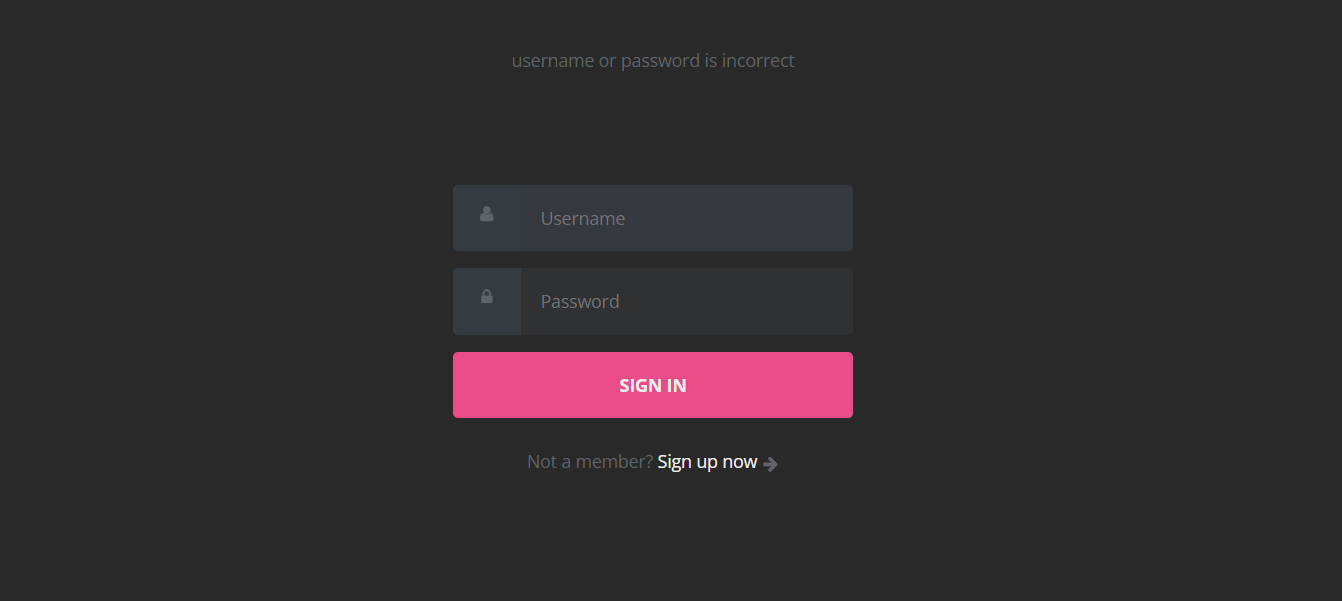 username or password is incorrect
Username
Password
SIGN IN
Not a member? Sign up now